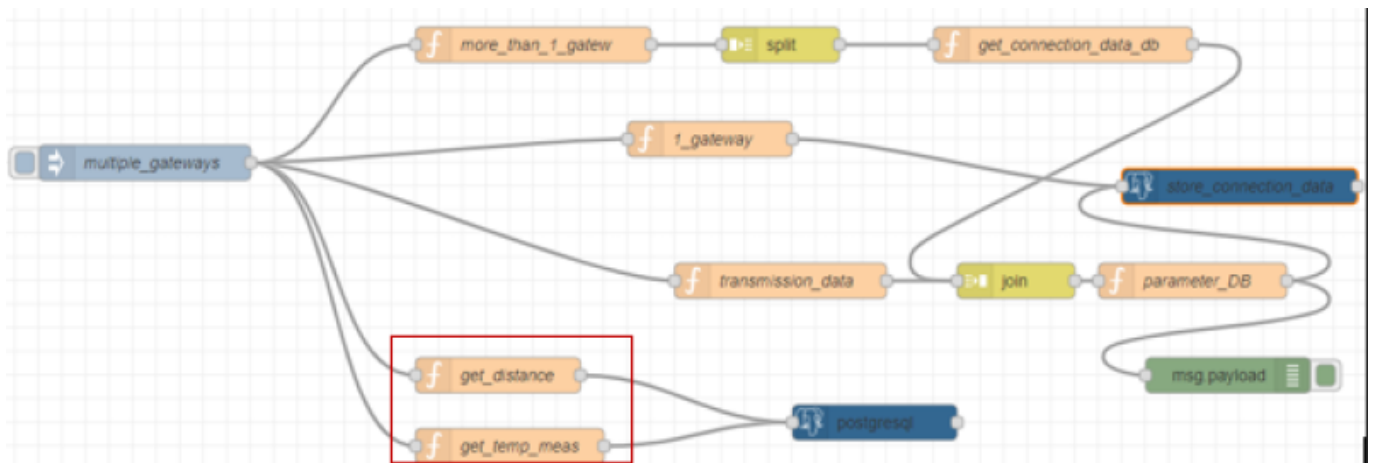 more_than_1_gatew
split
get_connection_data_db
1_gateway
multiple_gateways
store_connection_data
transmission_data
join
parameter_DB
get_distance
msg.payload
postgresql
get_temp_meas